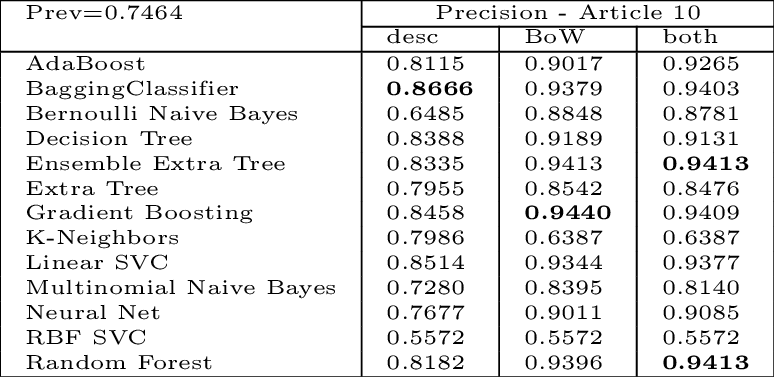 Prev=0.7464 Precision - Article 10
desc BoW both
AdaBoost 0.8115 0.9017 0.9265
BaggingClassifier 0.8666 0.9379 0.9403
Bernoulli Naive Bayes 0.6485 0.8848 0.8781
Decision Tree 0.8388 0.9189 0.9131
Ensemble Extra Tree 0.8335 0.9413 0.9413
Extra Tree 0.7955 0.8542 0.8476
Gradient Boosting 0.8458 0.9440 0.9409
K-Neighbors 0.7986 0.6387 0.6387
Linear SVC 0.8514 0.9344 0.9377
Multinomial Naive Bayes 0.7280 0.8395 0.8140
Neural Net 0.7677 0.9011 0.9085
RBF SVC 0.5572 0.5572 0.5572
Random Forest 0.8182 0.9396 0.9413